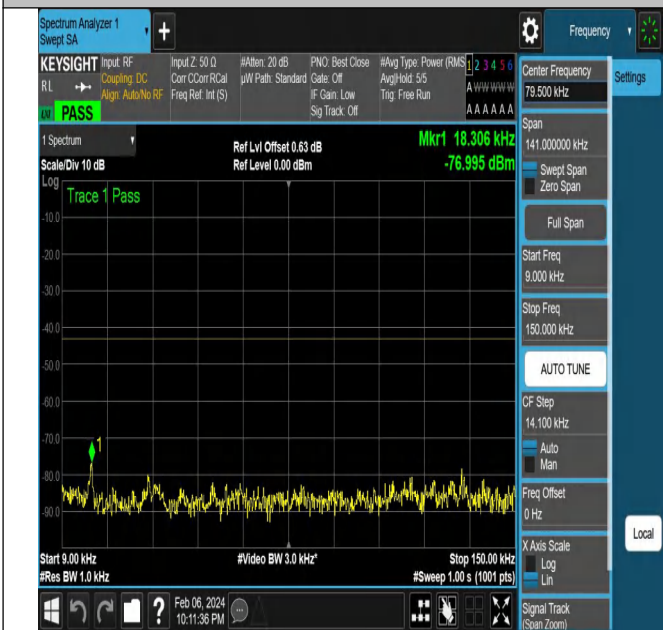 Spectrum Analyzer 1
Swept SA
Frequency
Settings
KEYSIGHT
RL
PASS
Input: RF
Coupling: DC
Align: Auto/No RF
Input Z: 50 Ω
Corr CCorr RCal
Freq Ref: Int (S)
#Atten: 20 dB
µW Path: Standard
PNO: Best Close
Gate: Off
IF Gain: Low
Sig Track: Off
#Avg Type: Power (RMS
Avg|Hold: 5/5
Trig: Free Run
1 2 3 4 5 6
A W W W W W
A A A A A A
1 Spectrum
Scale/Div 10 dB
Log
Ref Lvl Offset 0.63 dB
Ref Level 0.00 dBm
Mkr1 18.306 kHz
-76.995 dBm
Trace 1 Pass
-10.0
-20.0
-30.0
-40.0
-50.0
-60.0
-70.0
-80.0
-90.0
1
Start 9.00 kHz
#Res BW 1.0 kHz
#Video BW 3.0 kHz*
Stop 150.00 kHz
#Sweep 1.00 s (1001 pts)
Feb 06, 2024
10:11:36 PM
Center Frequency
79.500 kHz
Span
141.000000 kHz
Swept Span
Zero Span
Full Span
Start Freq
9.000 kHz
Stop Freq
150.000 kHz
AUTO TUNE
CF Step
14.100 kHz
Auto
Man
Freq Offset
0 Hz
X Axis Scale
Log
Lin
Signal Track
(Span Zoom)
Local